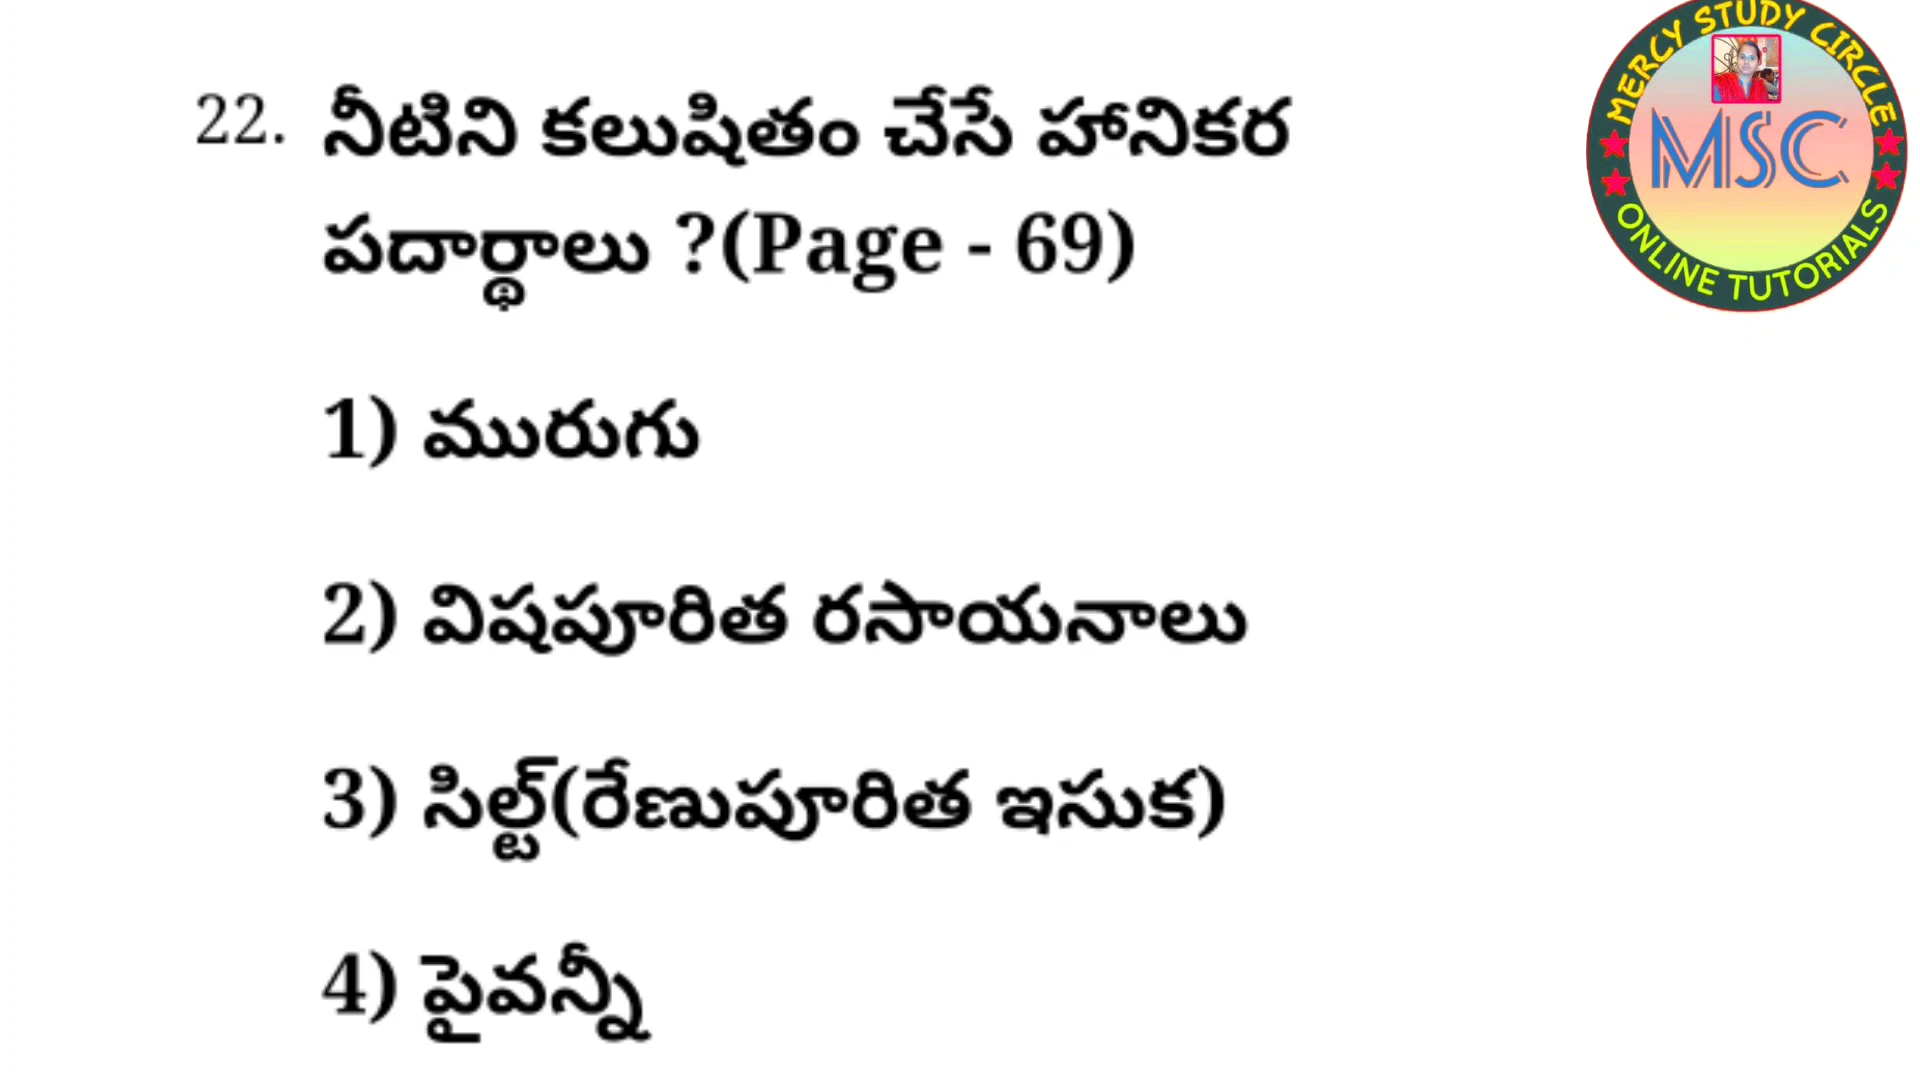 22. నీటిని కలుషితం చేసే హానికర
పదార్థాలు ?(Page - 69)
1) మురుగు
2) విషపూరిత రసాయనాలు
3) సిల్ట్(రేణుపూరిత ఇసుక)
4) పైవన్నీ
MERCY STUDY CIRCLE
MSC
ONLINE TUTORIALS